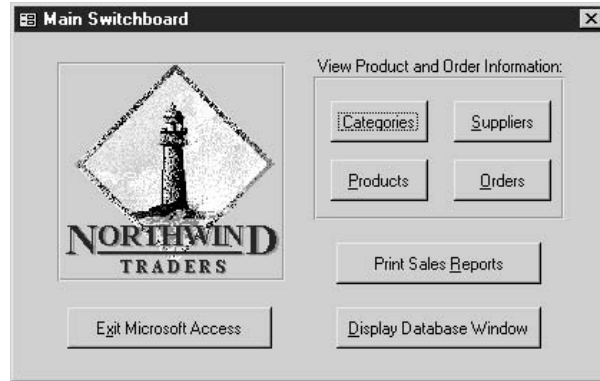 Main Switchboard
View Product and Order Information:
Categories
Suppliers
Products
Orders
NORTHWIND
TRADERS
Print Sales Reports
Exit Microsoft Access
Display Database Window